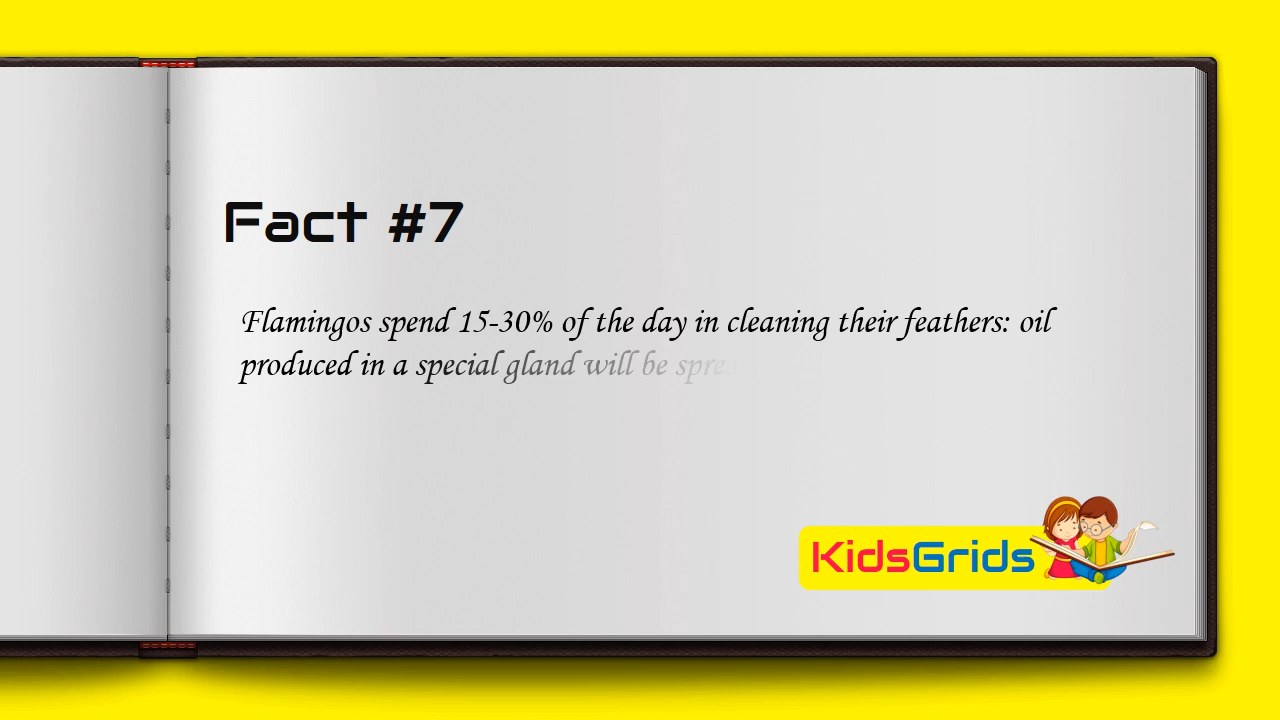 Fact #7
Flamingos spend 15-30% of the day in cleaning their feathers: oil
produced in a special gland will be
KidsGrids